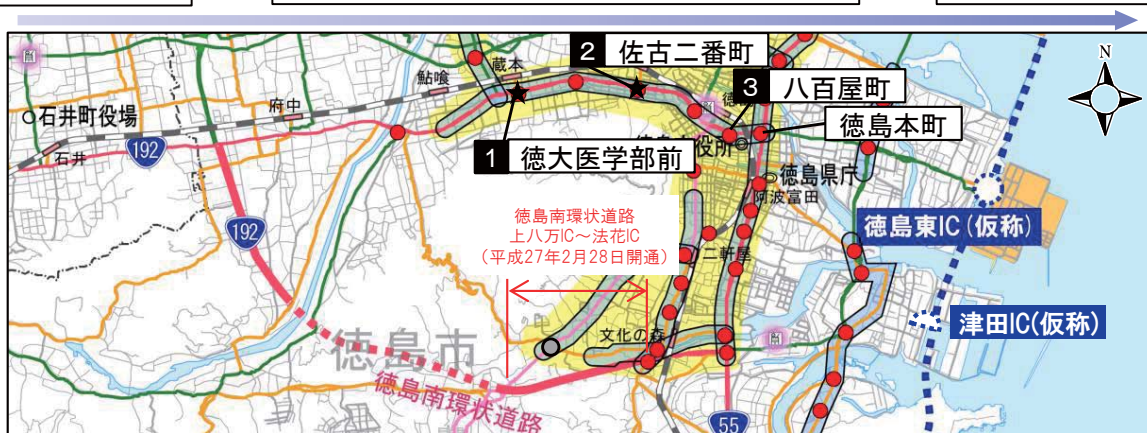 N
2 佐古二番町
蔵本
鮎喰
3 八百屋町
府中
石井町役場
徳島本町
石井
192
1 徳大医学部前
役所
徳島県庁
阿波富田
徳島南環状道路
上八万IC～法花IC
(平成27年2月28日開通)
192
徳島東IC(仮称)
二軒屋
津田IC(仮称)
文化の森
徳島市
徳島南環状道路
55